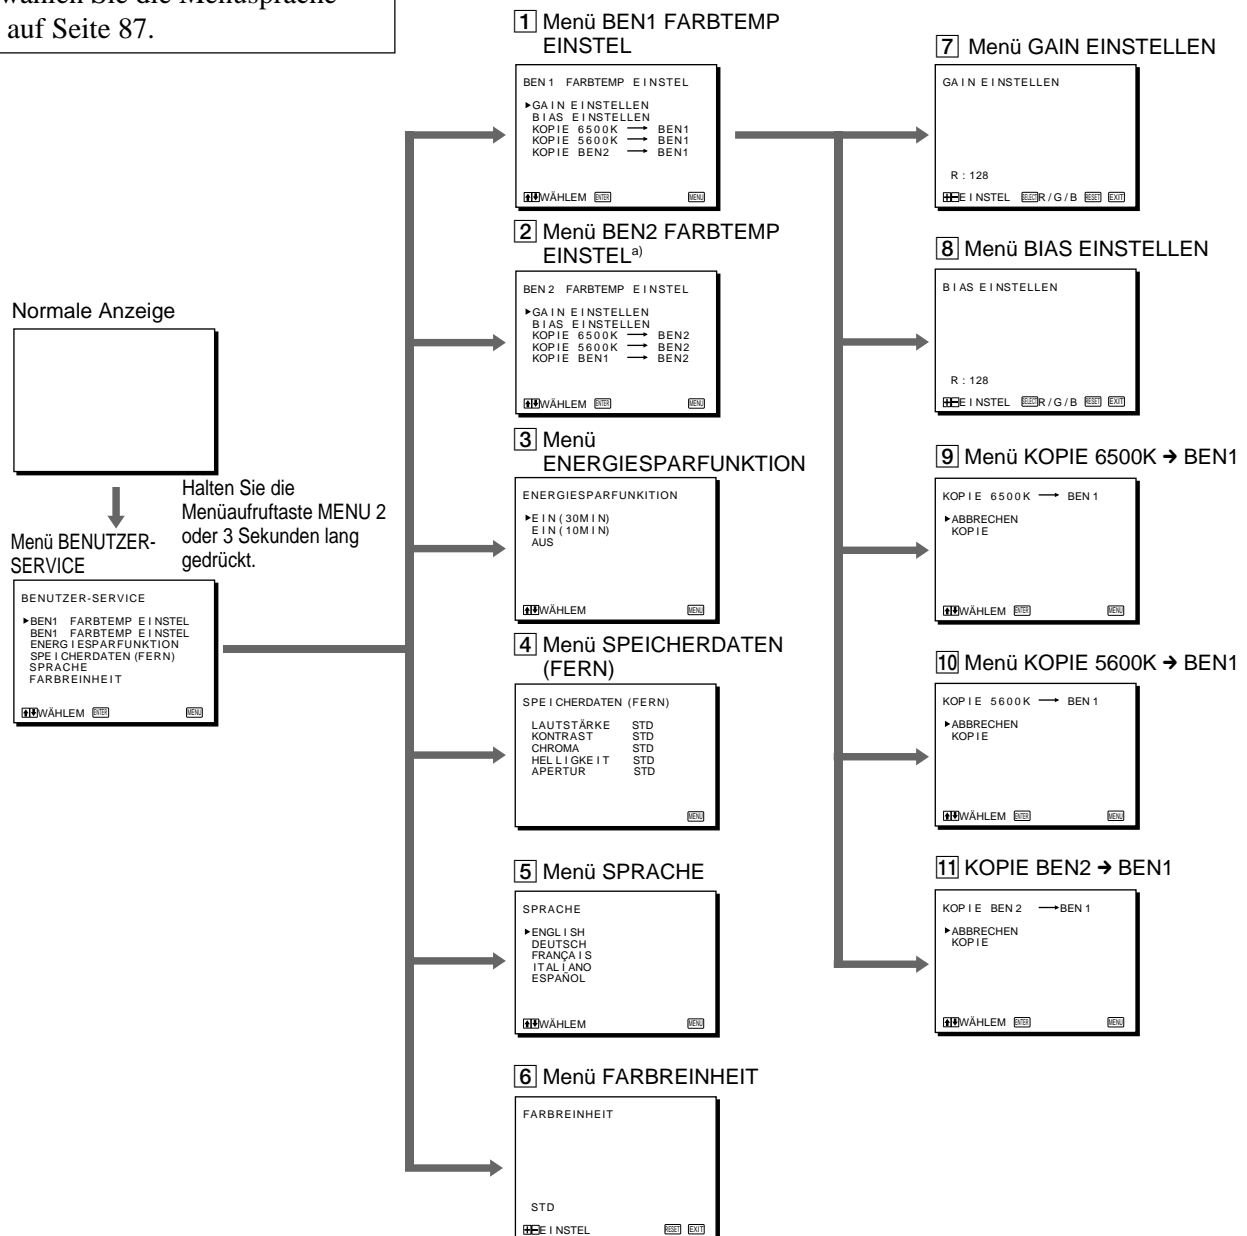 wählen Sie die Menüsprache
auf Seite 87.
Normale Anzeige
Halten Sie die
Menüaufruftaste MENU 2
oder 3 Sekunden lang
gedrückt.
Menü BENUTZER-
SERVICE
BENUTZER-SERVICE
▶BEN1 FARBTEMP EINSTEL
BEN1 FARBTEMP EINSTEL
ENERGIESPARFUNKTION
SPEICHERDATEN (FERN)
SPRACHE
FARBREINHEIT
WÄHLEM ENTER MENU
1 Menü BEN1 FARBTEMP
EINSTEL
BEN1 FARBTEMP EINSTEL
▶GAIN EINSTELLEN
BIAS EINSTELLEN
KOPIE 6500K → BEN1
KOPIE 5600K → BEN1
KOPIE BEN2 → BEN1
WÄHLEM ENTER MENU
2 Menü BEN2 FARBTEMP
EINSTEL a)
BEN2 FARBTEMP EINSTEL
▶GAIN EINSTELLEN
BIAS EINSTELLEN
KOPIE 6500K → BEN2
KOPIE 5600K → BEN2
KOPIE BEN1 → BEN2
WÄHLEM ENTER MENU
3 Menü
ENERGIESPARFUNKTION
ENERGIESPARFUNKITION
▶EIN(30MIN)
EIN(10MIN)
AUS
WÄHLEM MENU
4 Menü SPEICHERDATEN
(FERN)
SPEICHERDATEN (FERN)
LAUTSTÄRKE STD
KONTRAST STD
CHROMA STD
HELLIGKEIT STD
APERTUR STD
MENU
5 Menü SPRACHE
SPRACHE
▶ENGLISH
DEUTSCH
FRANÇAIS
ITALIANO
ESPAÑOL
WÄHLEM MENU
6 Menü FARBREINHEIT
FARBREINHEIT
STD
EINSTEL RESET EXIT
7 Menü GAIN EINSTELLEN
GAIN EINSTELLEN
R : 128
EINSTEL SELECT R/G/B RESET EXIT
8 Menü BIAS EINSTELLEN
BIAS EINSTELLEN
R : 128
EINSTEL SELECT R/G/B RESET EXIT
9 Menü KOPIE 6500K → BEN1
KOPIE 6500K → BEN1
▶ABBRECHEN
KOPIE
WÄHLEM ENTER MENU
10 Menü KOPIE 5600K → BEN1
KOPIE 5600K → BEN1
▶ABBRECHEN
KOPIE
WÄHLEM ENTER MENU
11 KOPIE BEN2 → BEN1
KOPIE BEN2 → BEN1
▶ABBRECHEN
KOPIE
WÄHLEM ENTER MENU